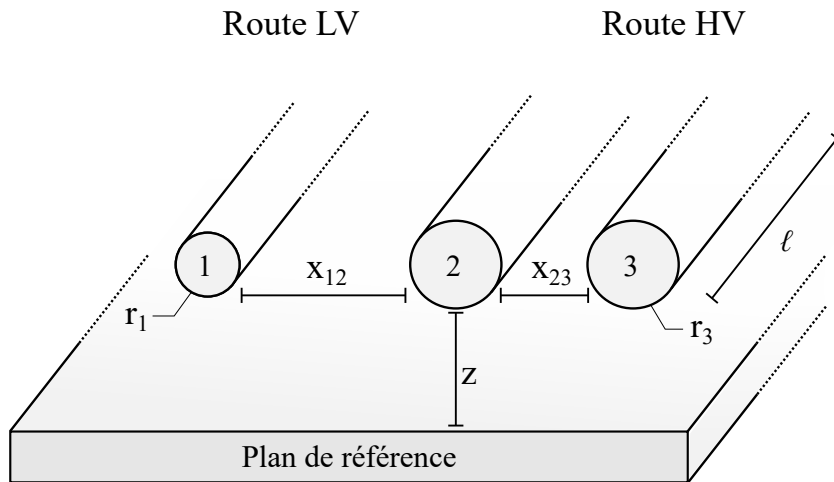 Route LV Route HV
1 2 3
x₁₂ x₂₃ ℓ
r₁ r₃
z
Plan de référence